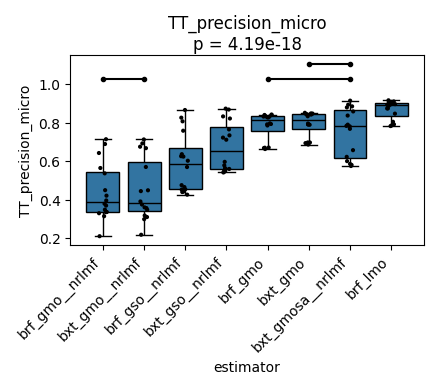 TT_precision_micro
p = 4.19e-18
TT_precision_micro
1.0
0.8
0.6
0.4
0.2
brf_gmo__nrlmf
bxt_gmo__nrlmf
brf_gso__nrlmf
bxt_gso__nrlmf
brf_gmo
bxt_gmo
bxt_gmosa__nrlmf
brf_lmo
estimator